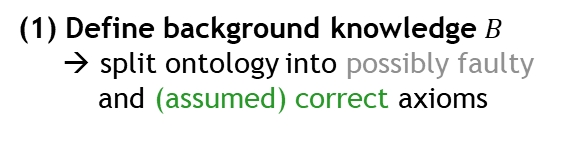 (1) Define background knowledge B
→ split ontology into possibly faulty
and (assumed) correct axioms